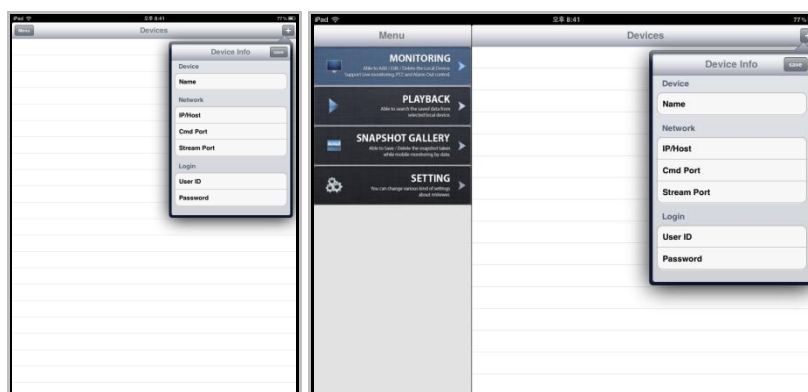 iPad 오후 8:41 77%
Menu Devices +
Device Info save
Device
Name
Network
IP/Host
Cmd Port
Stream Port
Login
User ID
Password
iPad 오후 8:41 77%
Menu
MONITORING
Able to Add / Edit / Delete the Local Device
Support Live monitoring, PTZ and Alarm Out control.
PLAYBACK
Able to search the saved data from
selected local device.
SNAPSHOT GALLERY
Able to Save / Delete the snapshot taken
while mobile monitoring by date.
SETTING
You can change various kind of settings
about mViewer.
Devices
Device Info save
Device
Name
Network
IP/Host
Cmd Port
Stream Port
Login
User ID
Password